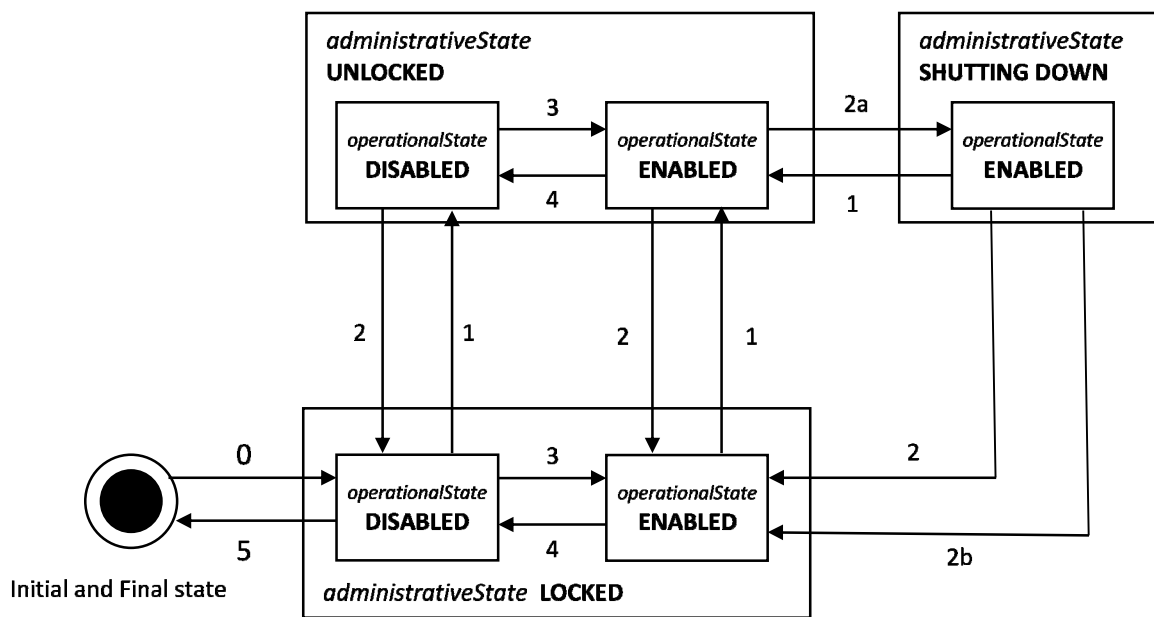 administrativeState
UNLOCKED
administrativeState
SHUTTING DOWN
3
2a
operationalState
DISABLED
operationalState
ENABLED
operationalState
ENABLED
4
1
2
1
2
1
0
3
2
operationalState
DISABLED
operationalState
ENABLED
5
4
2b
Initial and Final state
administrativeState LOCKED